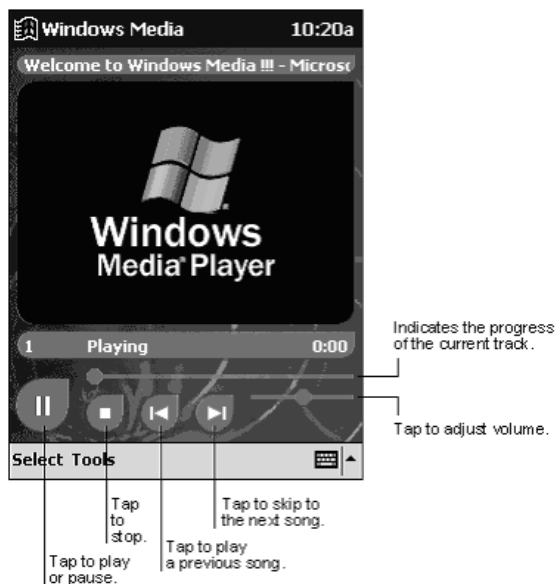 Windows Media 10:20a
Welcome to Windows Media !!! - Microso
Windows
Media Player
1 Playing 0:00
Indicates the progress
of the current track.
Tap to adjust volume.
Select Tools
Tap
to
stop.
Tap to skip to
the next song.
Tap to play
a previous song.
Tap to play
or pause.